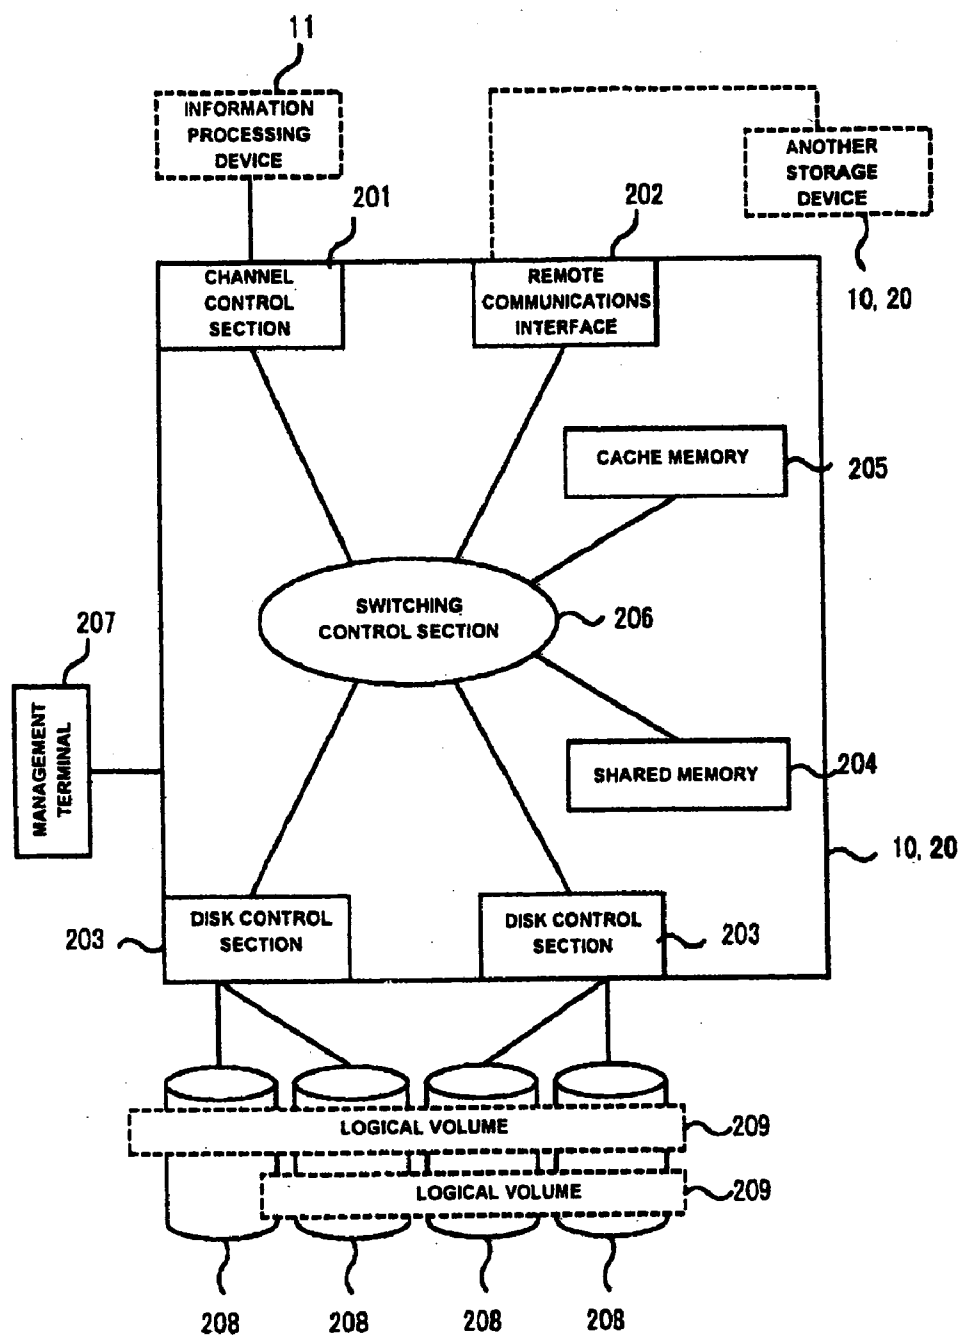 11
INFORMATION
PROCESSING
DEVICE
ANOTHER
STORAGE
DEVICE
201
202
10, 20
CHANNEL
CONTROL
SECTION
REMOTE
COMMUNICATIONS
INTERFACE
CACHE MEMORY
205
SWITCHING
CONTROL SECTION
206
207
MANAGEMENT
TERMINAL
SHARED MEMORY
204
10, 20
DISK CONTROL
SECTION
203
DISK CONTROL
SECTION
203
LOGICAL VOLUME
209
LOGICAL VOLUME
209
208
208
208
208